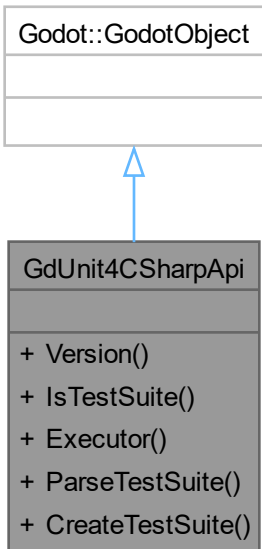 Godot::GodotObject
GdUnit4CSharpApi
+ Version()
+ IsTestSuite()
+ Executor()
+ ParseTestSuite()
+ CreateTestSuite()